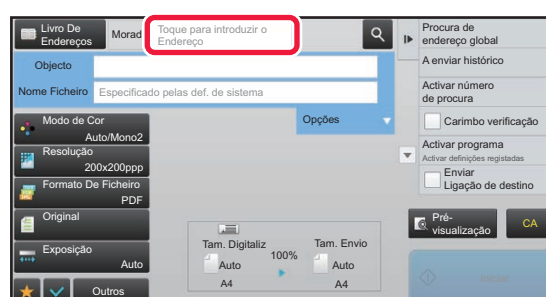 Livro De
Endereços
Morad
Toque para introduzir o
Endereço
Objecto
Nome Ficheiro
Especificado pelas def. de sistema
Modo de Cor
Auto/Mono2
Resolução
200x200ppp
Formato De Ficheiro
PDF
Original
Exposição
Auto
Outros
Opções
Tam. Digitaliz
Auto
A4
100%
Tam. Envio
Auto
A4
Procura de
endereço global
A enviar histórico
Activar número
de procura
Carimbo verificação
Activar programa
Activar definições registadas
Enviar
Ligação de destino
Pré-
visualização
CA